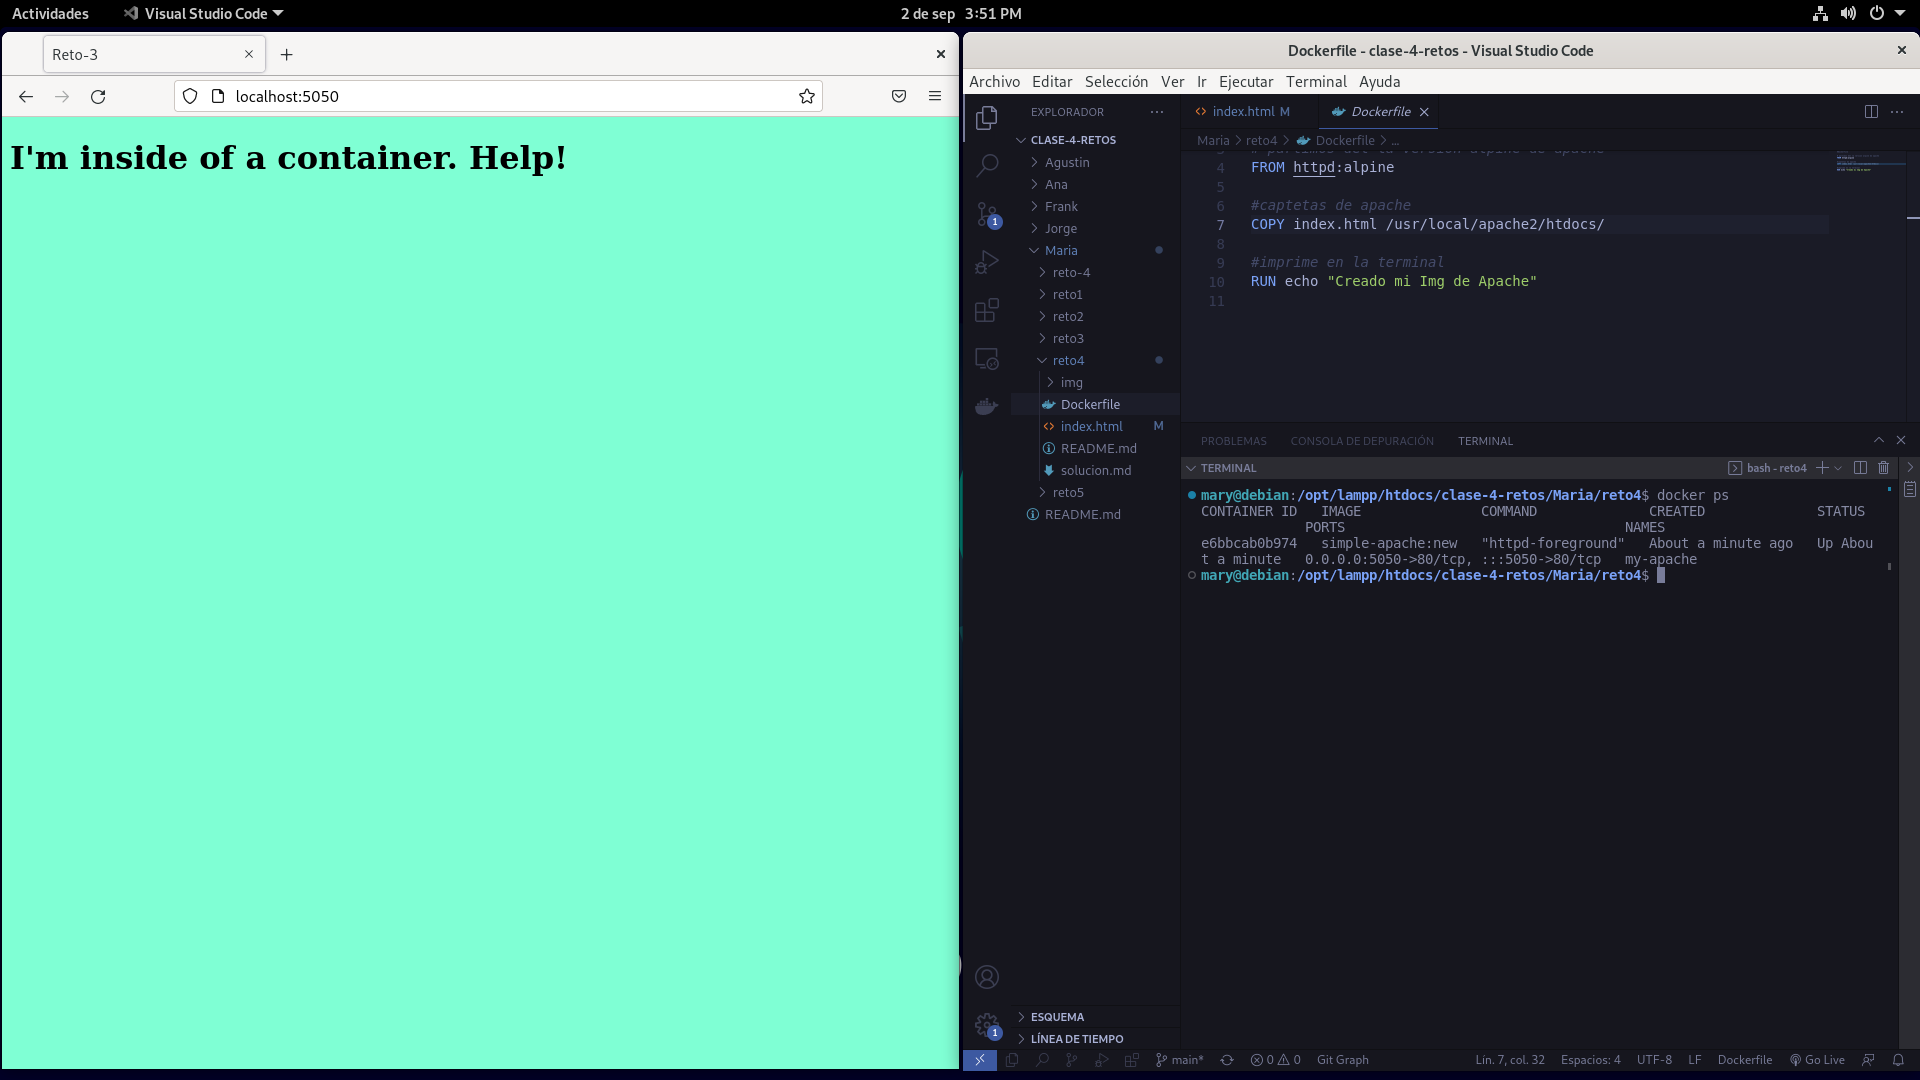 Actividades
Visual Studio Code
2 de sep 3:51 PM
Reto-3
localhost:5050
I'm inside of a container. Help!
Dockerfile - clase-4-retos - Visual Studio Code
Archivo Editar Selección Ver Ir Ejecutar Terminal Ayuda
EXPLORADOR
CLASE-4-RETOS
Agustin
Ana
Frank
Jorge
1
Maria
reto-4
reto1
reto2
reto3
reto4
img
Dockerfile
index.html M
README.md
solucion.md
reto5
README.md
ESQUEMA
LÍNEA DE TIEMPO
1
index.html M
Dockerfile
Maria > reto4 > Dockerfile > ...
4 FROM httpd:alpine
5
6 #captetas de apache
7 COPY index.html /usr/local/apache2/htdocs/
8
9 #imprime en la terminal
10 RUN echo "Creado mi Img de Apache"
11
PROBLEMAS CONSOLA DE DEPURACIÓN TERMINAL
TERMINAL
bash - reto4
mary@debian:/opt/lampp/htdocs/clase-4-retos/Maria/reto4$ docker ps
CONTAINER ID IMAGE COMMAND CREATED STATUS
PORTS NAMES
e6bbcab0b974 simple-apache:new "httpd-foreground" About a minute ago Up Abou
t a minute 0.0.0.0:5050->80/tcp, :::5050->80/tcp my-apache
mary@debian:/opt/lampp/htdocs/clase-4-retos/Maria/reto4$
main* 0 0 Git Graph Lín. 7, col. 32 Espacios: 4 UTF-8 LF Dockerfile Go Live